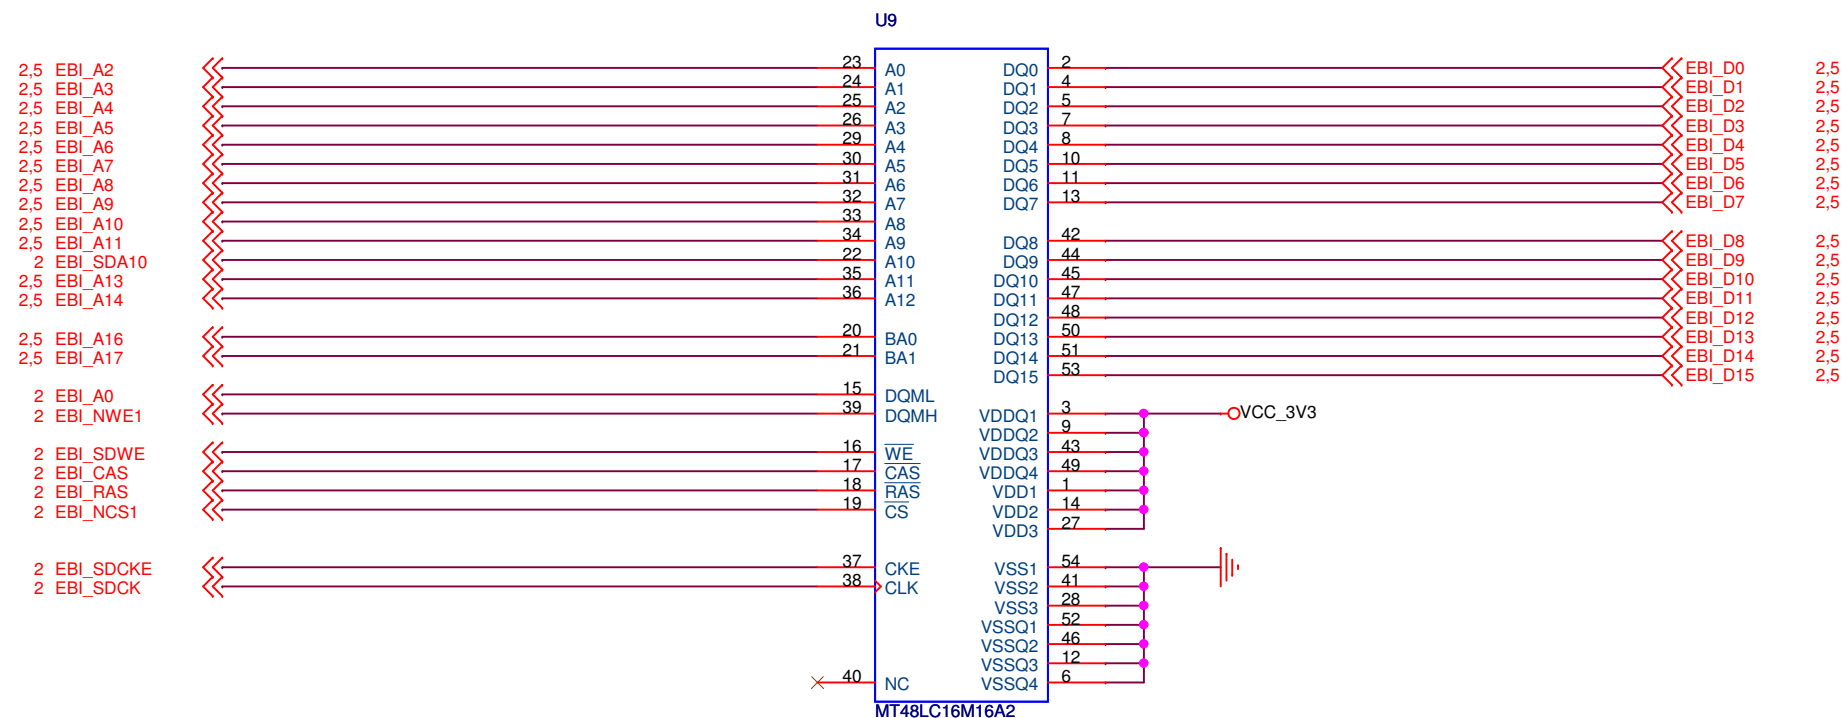 U9
2,5 EBI_A2 23 A0 DQ0 2 EBI_D0 2,5
2,5 EBI_A3 24 A1 DQ1 4 EBI_D1 2,5
2,5 EBI_A4 25 A2 DQ2 5 EBI_D2 2,5
2,5 EBI_A5 26 A3 DQ3 7 EBI_D3 2,5
2,5 EBI_A6 29 A4 DQ4 8 EBI_D4 2,5
2,5 EBI_A7 30 A5 DQ5 10 EBI_D5 2,5
2,5 EBI_A8 31 A6 DQ6 11 EBI_D6 2,5
2,5 EBI_A9 32 A7 DQ7 13 EBI_D7 2,5
2,5 EBI_A10 33 A8
2,5 EBI_A11 34 A9 DQ8 42 EBI_D8 2,5
2 EBI_SDA10 22 A10 DQ9 44 EBI_D9 2,5
2,5 EBI_A13 35 A11 DQ10 45 EBI_D10 2,5
2,5 EBI_A14 36 A12 DQ11 47 EBI_D11 2,5
DQ12 48 EBI_D12 2,5
2,5 EBI_A16 20 BA0 DQ13 50 EBI_D13 2,5
2,5 EBI_A17 21 BA1 DQ14 51 EBI_D14 2,5
DQ15 53 EBI_D15 2,5
2 EBI_A0 15 DQML
2 EBI_NWE1 39 DQMH VDDQ1 3 VCC_3V3
VDDQ2 9
2 EBI_SDWE 16 WE VDDQ3 43
2 EBI_CAS 17 CAS VDDQ4 49
2 EBI_RAS 18 RAS VDD1 1
2 EBI_NCS1 19 CS VDD2 14
VDD3 27
2 EBI_SDCKE 37 CKE VSS1 54
2 EBI_SDCK 38 CLK VSS2 41
VSS3 28
VSSQ1 52
VSSQ2 46
VSSQ3 12
40 NC VSSQ4 6
MT48LC16M16A2